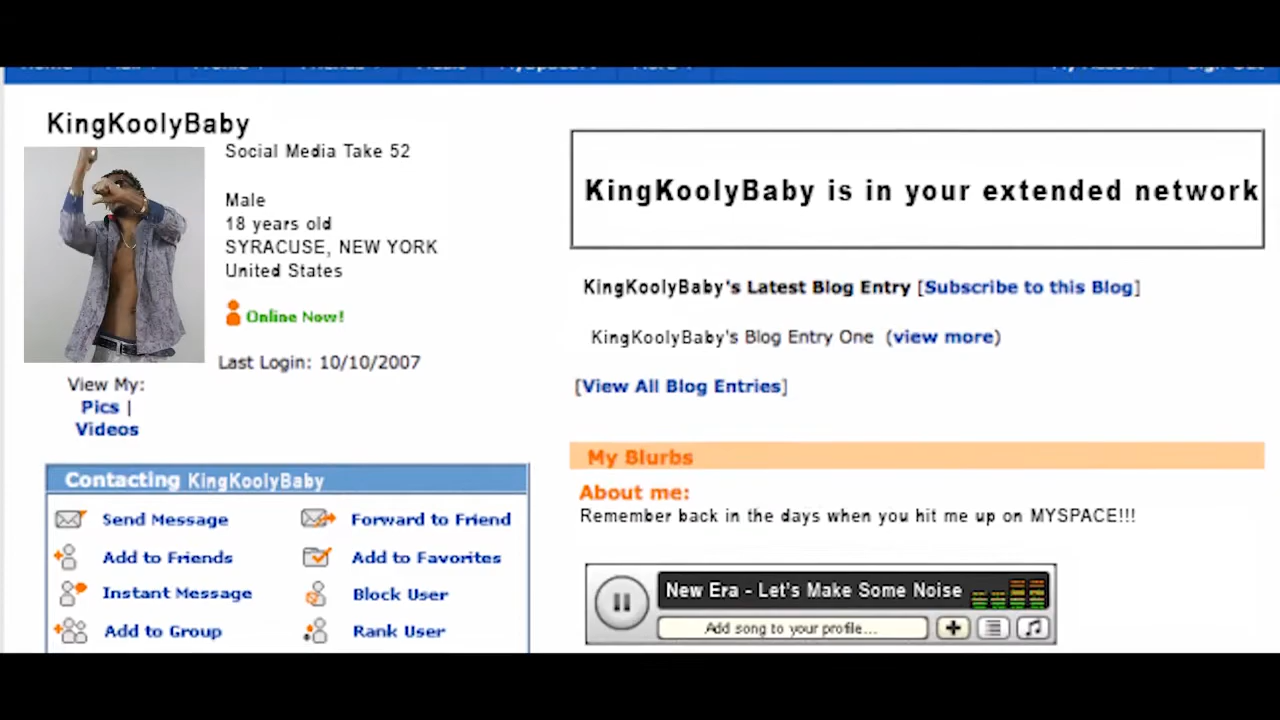 KingKoolyBaby
Social Media Take 52
Male
18 years old
SYRACUSE, NEW YORK
United States
Online Now!
Last Login: 10/10/2007
View My:
Pics |
Videos
Contacting KingKoolyBaby
Send Message
Forward to Friend
Add to Friends
Add to Favorites
Instant Message
Block User
Add to Group
Rank User
KingKoolyBaby is in your extended network
KingKoolyBaby's Latest Blog Entry [Subscribe to this Blog]
KingKoolyBaby's Blog Entry One (view more)
[View All Blog Entries]
My Blurbs
About me:
Remember back in the days when you hit me up on MYSPACE!!!
New Era - Let's Make Some Noise
Add song to your profile...